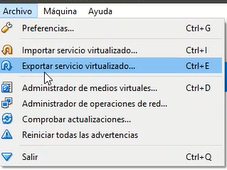 Archivo Máquina Ayuda
Preferencias... Ctrl+G
Importar servicio virtualizado... Ctrl+I
Exportar servicio virtualizado... Ctrl+E
Administrador de medios virtuales... Ctrl+D
Administrador de operaciones de red...
Comprobar actualizaciones...
Reiniciar todas las advertencias
Salir Ctrl+Q